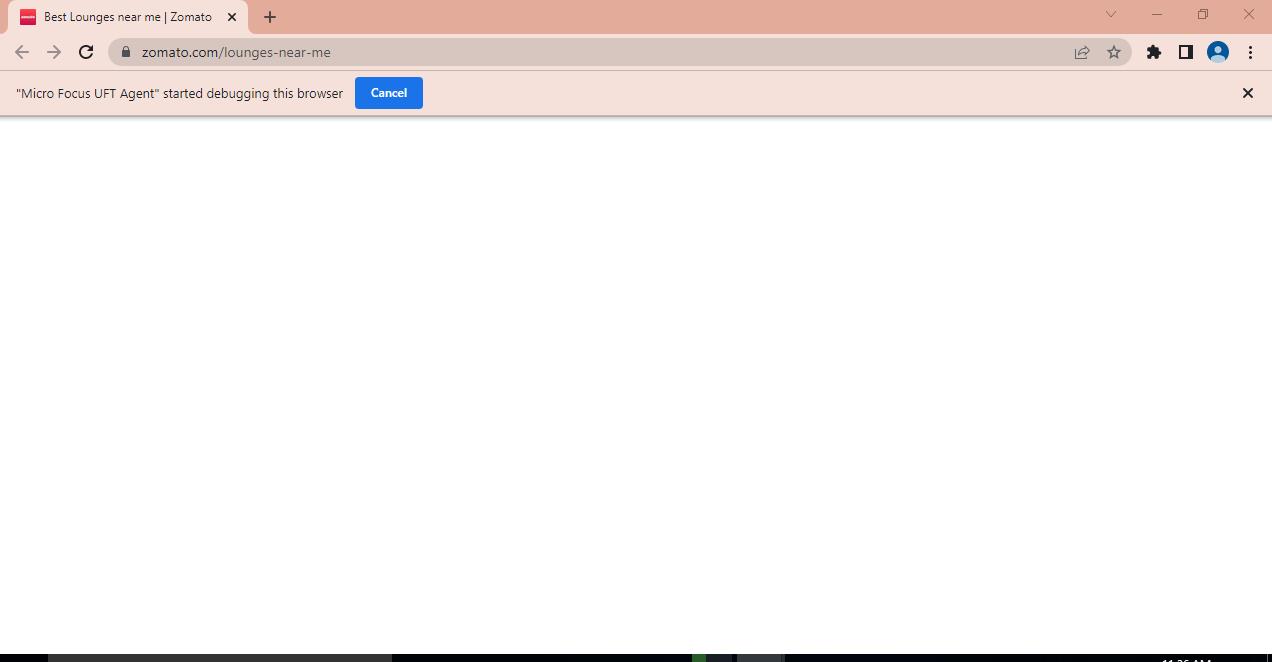 Best Lounges near me | Zomato
zomato.com/lounges-near-me
"Micro Focus UFT Agent" started debugging this browser
Cancel